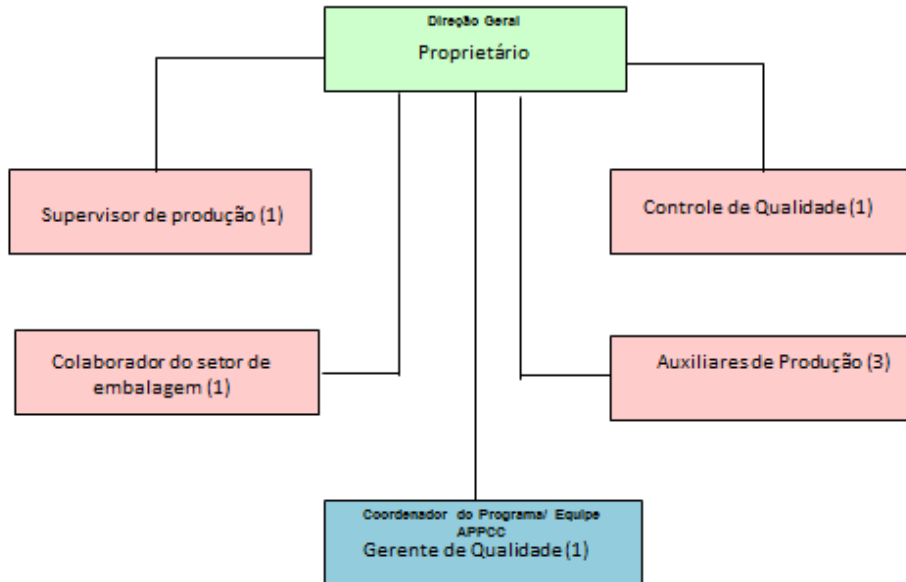 Direção Geral
Proprietário
Supervisor de produção (1)
Controle de Qualidade (1)
Colaborador do setor de
embalagem (1)
Auxiliares de Produção (3)
Coordenador do Programa/ Equipe
APPCC
Gerente de Qualidade (1)